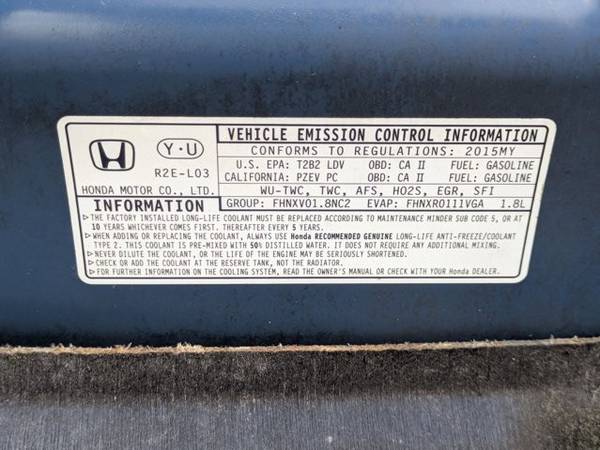 Y-U
R2E-L03
HONDA MOTOR CO., LTD.
VEHICLE EMISSION CONTROL INFORMATION
CONFORMS TO REGULATIONS: 2015MY
U.S. EPA: T2B2 LDV OBD: CA II FUEL: GASOLINE
CALIFORNIA: PZEV PC OBD: CA II FUEL: GASOLINE
WU-TWC, TWC, AFS, HO2S, EGR, SFI
INFORMATION
GROUP: FHNXV01.8NC2 EVAP: FHNXR0111VGA 1.8L
▷THE FACTORY INSTALLED LONG-LIFE COOLANT MUST BE REPLACED ACCORDING TO MAINTENANCE MINDER SUB CODE 5, OR AT
10 YEARS WHICHEVER COMES FIRST. THEREAFTER EVERY 5 YEARS.
▷WHEN ADDING OR REPLACING COOLANT, ALWAYS USE Honda RECOMMENDED GENUINE LONG-LIFE ANTI-FREEZE/COOLANT
TYPE 2. THIS COOLANT IS PRE-MIXED WITH 50% DISTILLED WATER. IT DOES NOT REQUIRE ANY ADDITIONAL MIXING.
▷NEVER DILUTE THE COOLANT, OR THE LIFE OF THE ENGINE MAY BE SERIOUSLY SHORTENED.
▷CHECK OR ADD THE COOLANT AT THE RESERVE TANK, NOT THE RADIATOR.
▷FOR FURTHER INFORMATION ON THE COOLING SYSTEM, READ THE OWNER'S MANUAL OR CHECK WITH YOUR Honda DEALER.